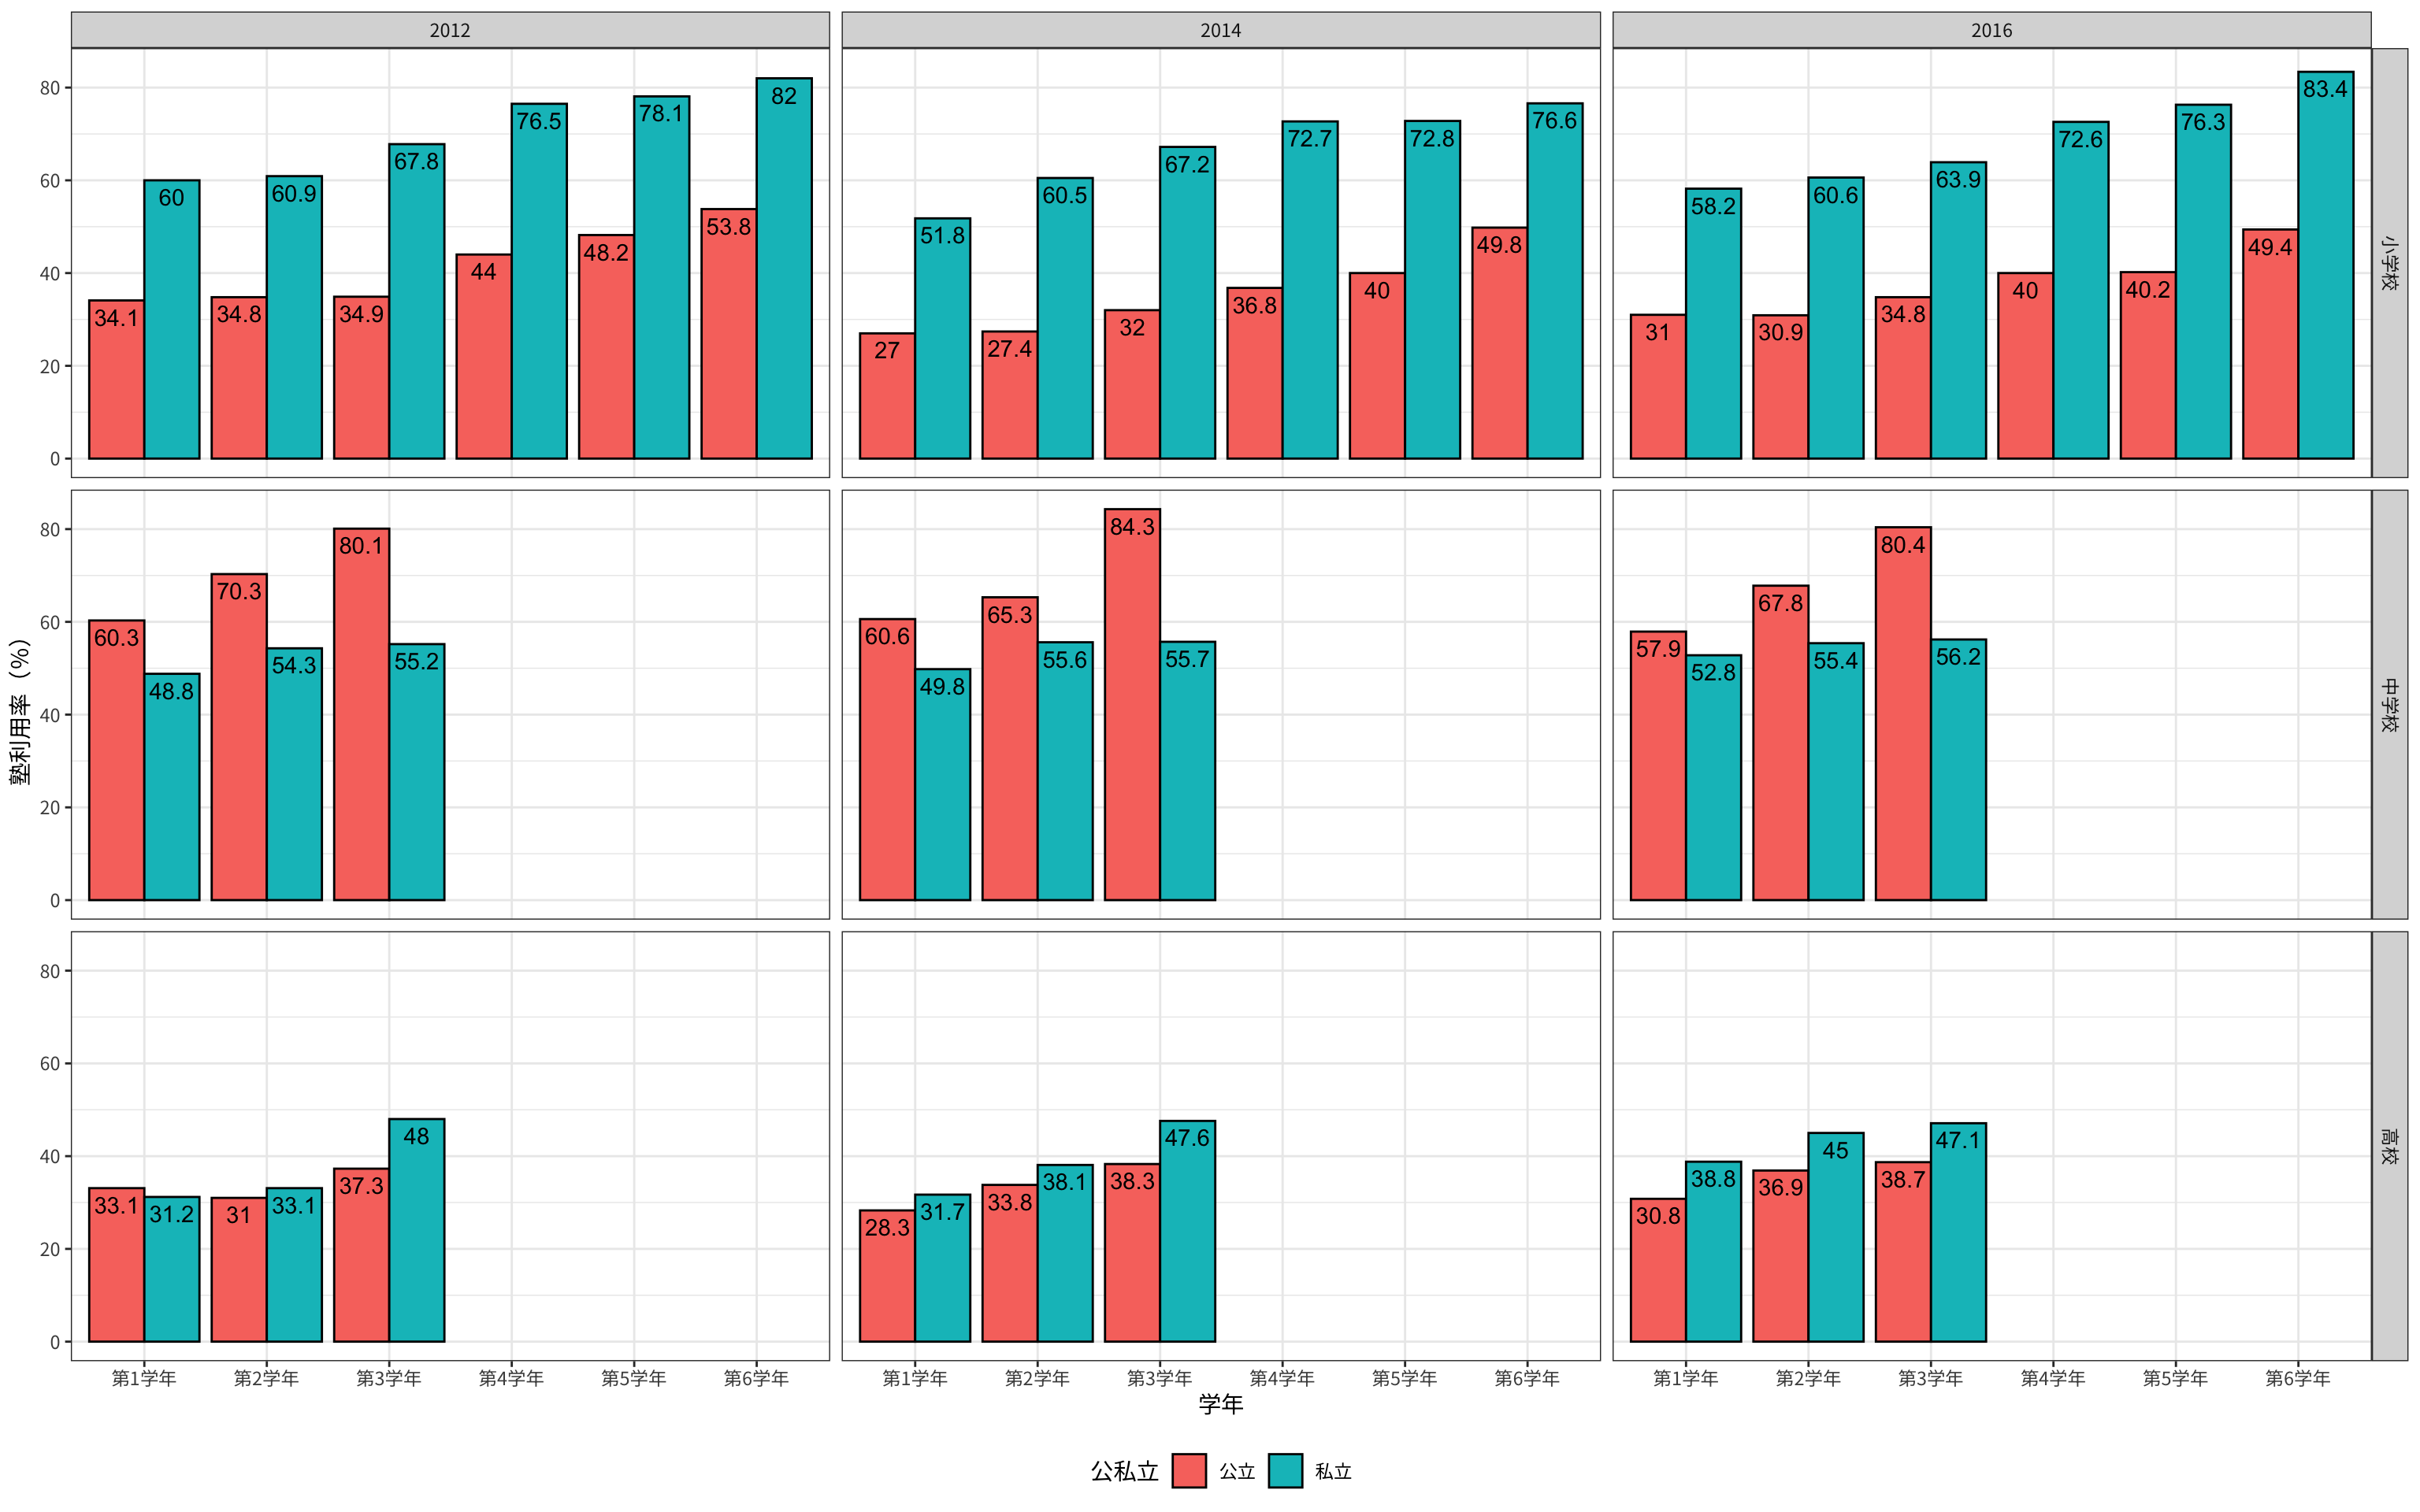 2012 2014 2016
80 60 40 20 0
34.1 60 34.8 60.9 34.9 67.8 44 76.5 48.2 78.1 53.8 82
27 51.8 27.4 60.5 32 67.2 36.8 72.7 40 72.8 49.8 76.6
31 58.2 30.9 60.6 34.8 63.9 40 72.6 40.2 76.3 49.4 83.4
小学校
塾利用率（%）
80 60 40 20 0
60.3 48.8 70.3 54.3 80.1 55.2
60.6 49.8 65.3 55.6 84.3 55.7
57.9 52.8 67.8 55.4 80.4 56.2
中学校
80 60 40 20 0
33.1 31.2 31 33.1 37.3 48
28.3 31.7 33.8 38.1 38.3 47.6
30.8 38.8 36.9 45 38.7 47.1
高校
第1学年 第2学年 第3学年 第4学年 第5学年 第6学年 第1学年 第2学年 第3学年 第4学年 第5学年 第6学年 第1学年 第2学年 第3学年 第4学年 第5学年 第6学年
学年
公私立 公立 私立